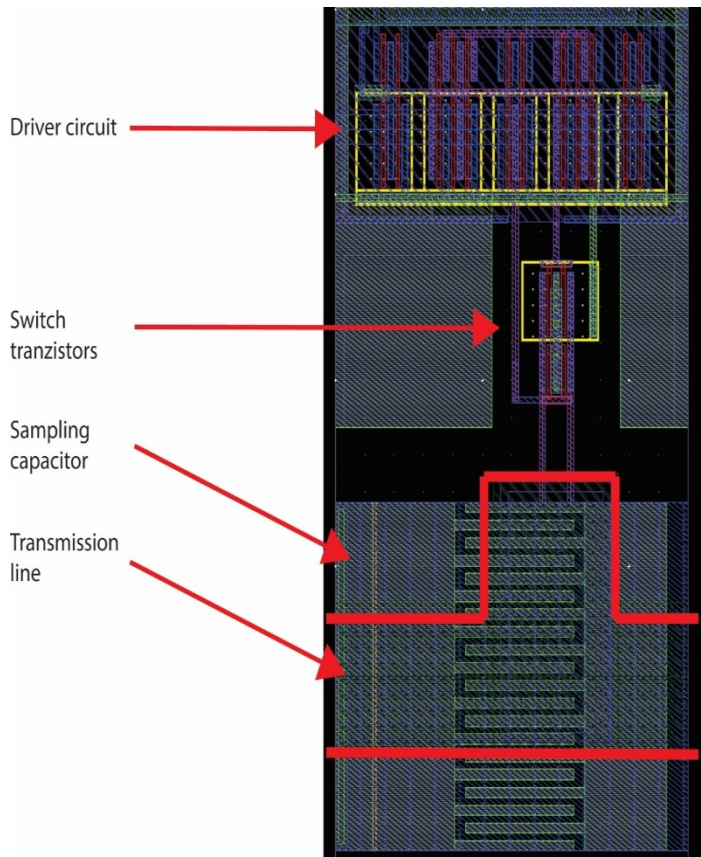 Driver circuit
Switch
tranzistors
Sampling
capacitor
Transmission
line